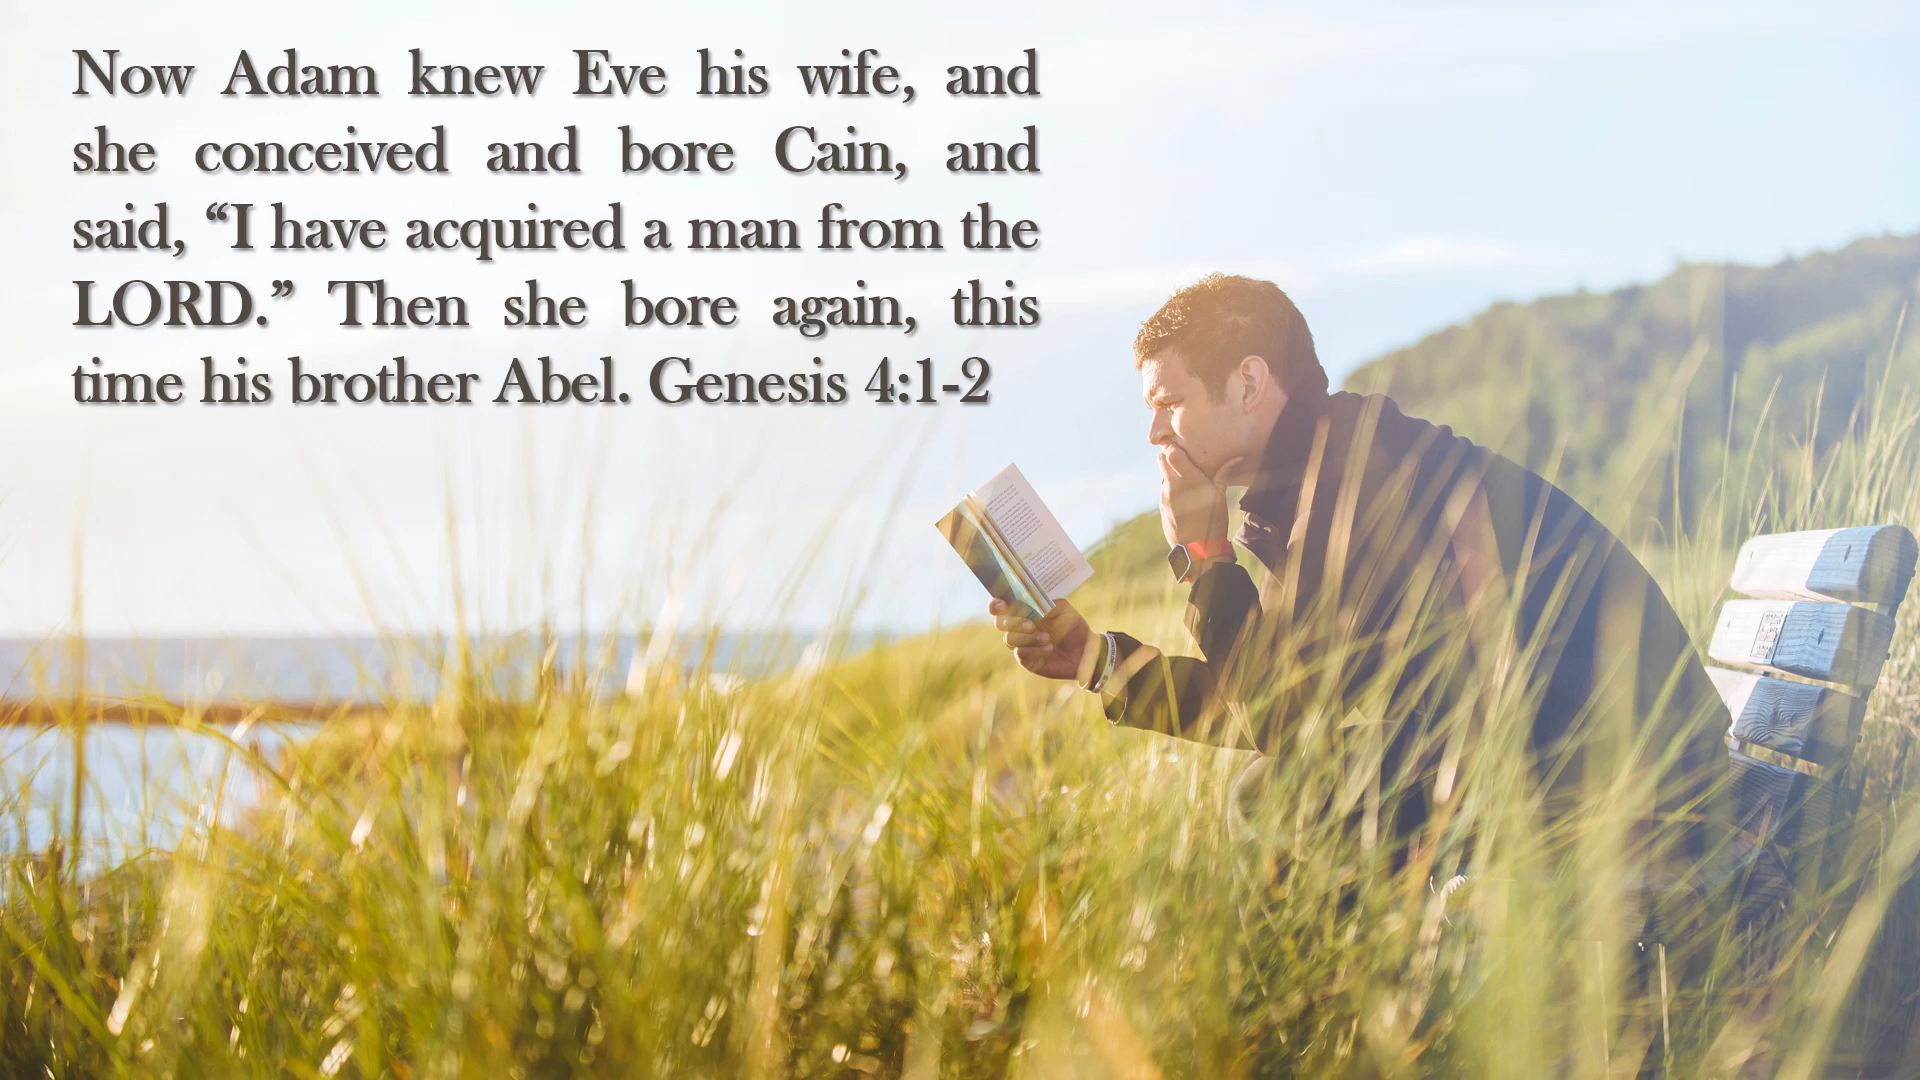 Now Adam knew Eve his wife, and
she conceived and bore Cain, and
said, “I have acquired a man from the
LORD.” Then she bore again, this
time his brother Abel. Genesis 4:1-2